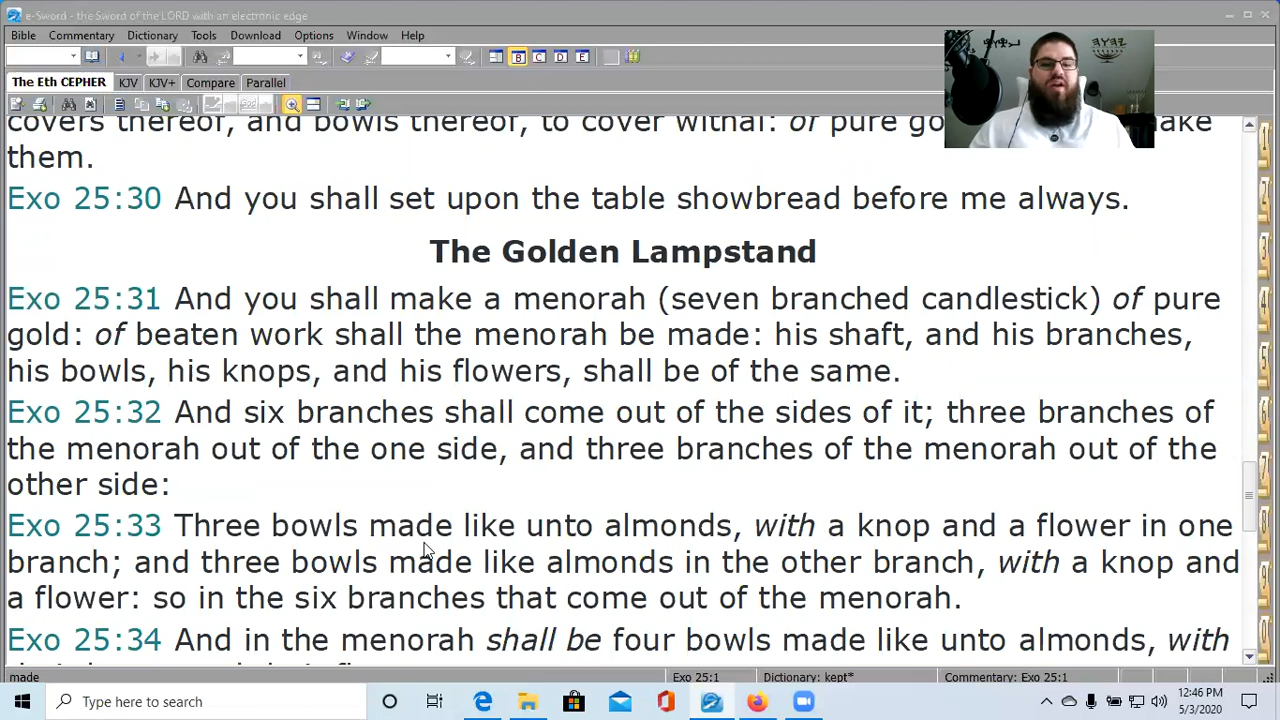 e-Sword - the Sword of the LORD with an electronic edge
Bible Commentary Dictionary Tools Download Options Window Help
B C D E
The Eth CEPHER KJV KJV+ Compare Parallel
covers thereof, and bowls thereof, to cover withal: of pure go ake
them.
Exo 25:30 And you shall set upon the table showbread before me always.
The Golden Lampstand
Exo 25:31 And you shall make a menorah (seven branched candlestick) of pure
gold: of beaten work shall the menorah be made: his shaft, and his branches,
his bowls, his knops, and his flowers, shall be of the same.
Exo 25:32 And six branches shall come out of the sides of it; three branches of
the menorah out of the one side, and three branches of the menorah out of the
other side:
Exo 25:33 Three bowls made like unto almonds, with a knop and a flower in one
branch; and three bowls made like almonds in the other branch, with a knop and
a flower: so in the six branches that come out of the menorah.
Exo 25:34 And in the menorah shall be four bowls made like unto almonds, with
made Exo 25:1 Dictionary: kept* Commentary: Exo 25:1
Type here to search
12:46 PM
5/3/2020